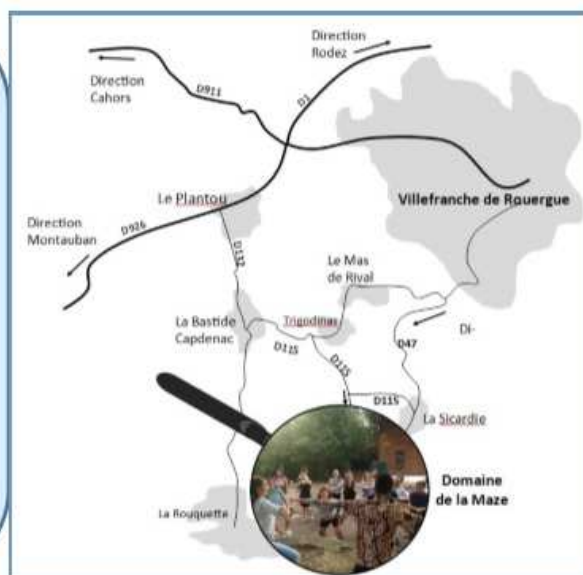 Direction
Rodez
Direction
Cahors
D911
D1
Le Plantou
Villefranche de Rouergue
Direction
Montauban
D926
D132
Le Mas
de Rival
La Bastide
Capdenac
Trigodinas
Di-
D115
D115
D47
D115
La Sicardie
Domaine
de la Maze
La Rouquette